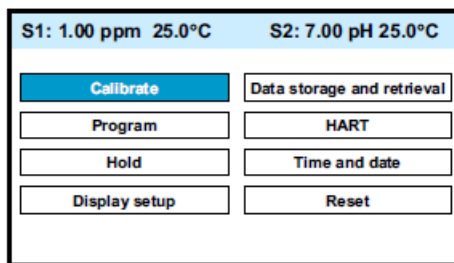 S1: 1.00 ppm 25.0°C S2: 7.00 pH 25.0°C
Calibrate Data storage and retrieval
Program HART
Hold Time and date
Display setup Reset